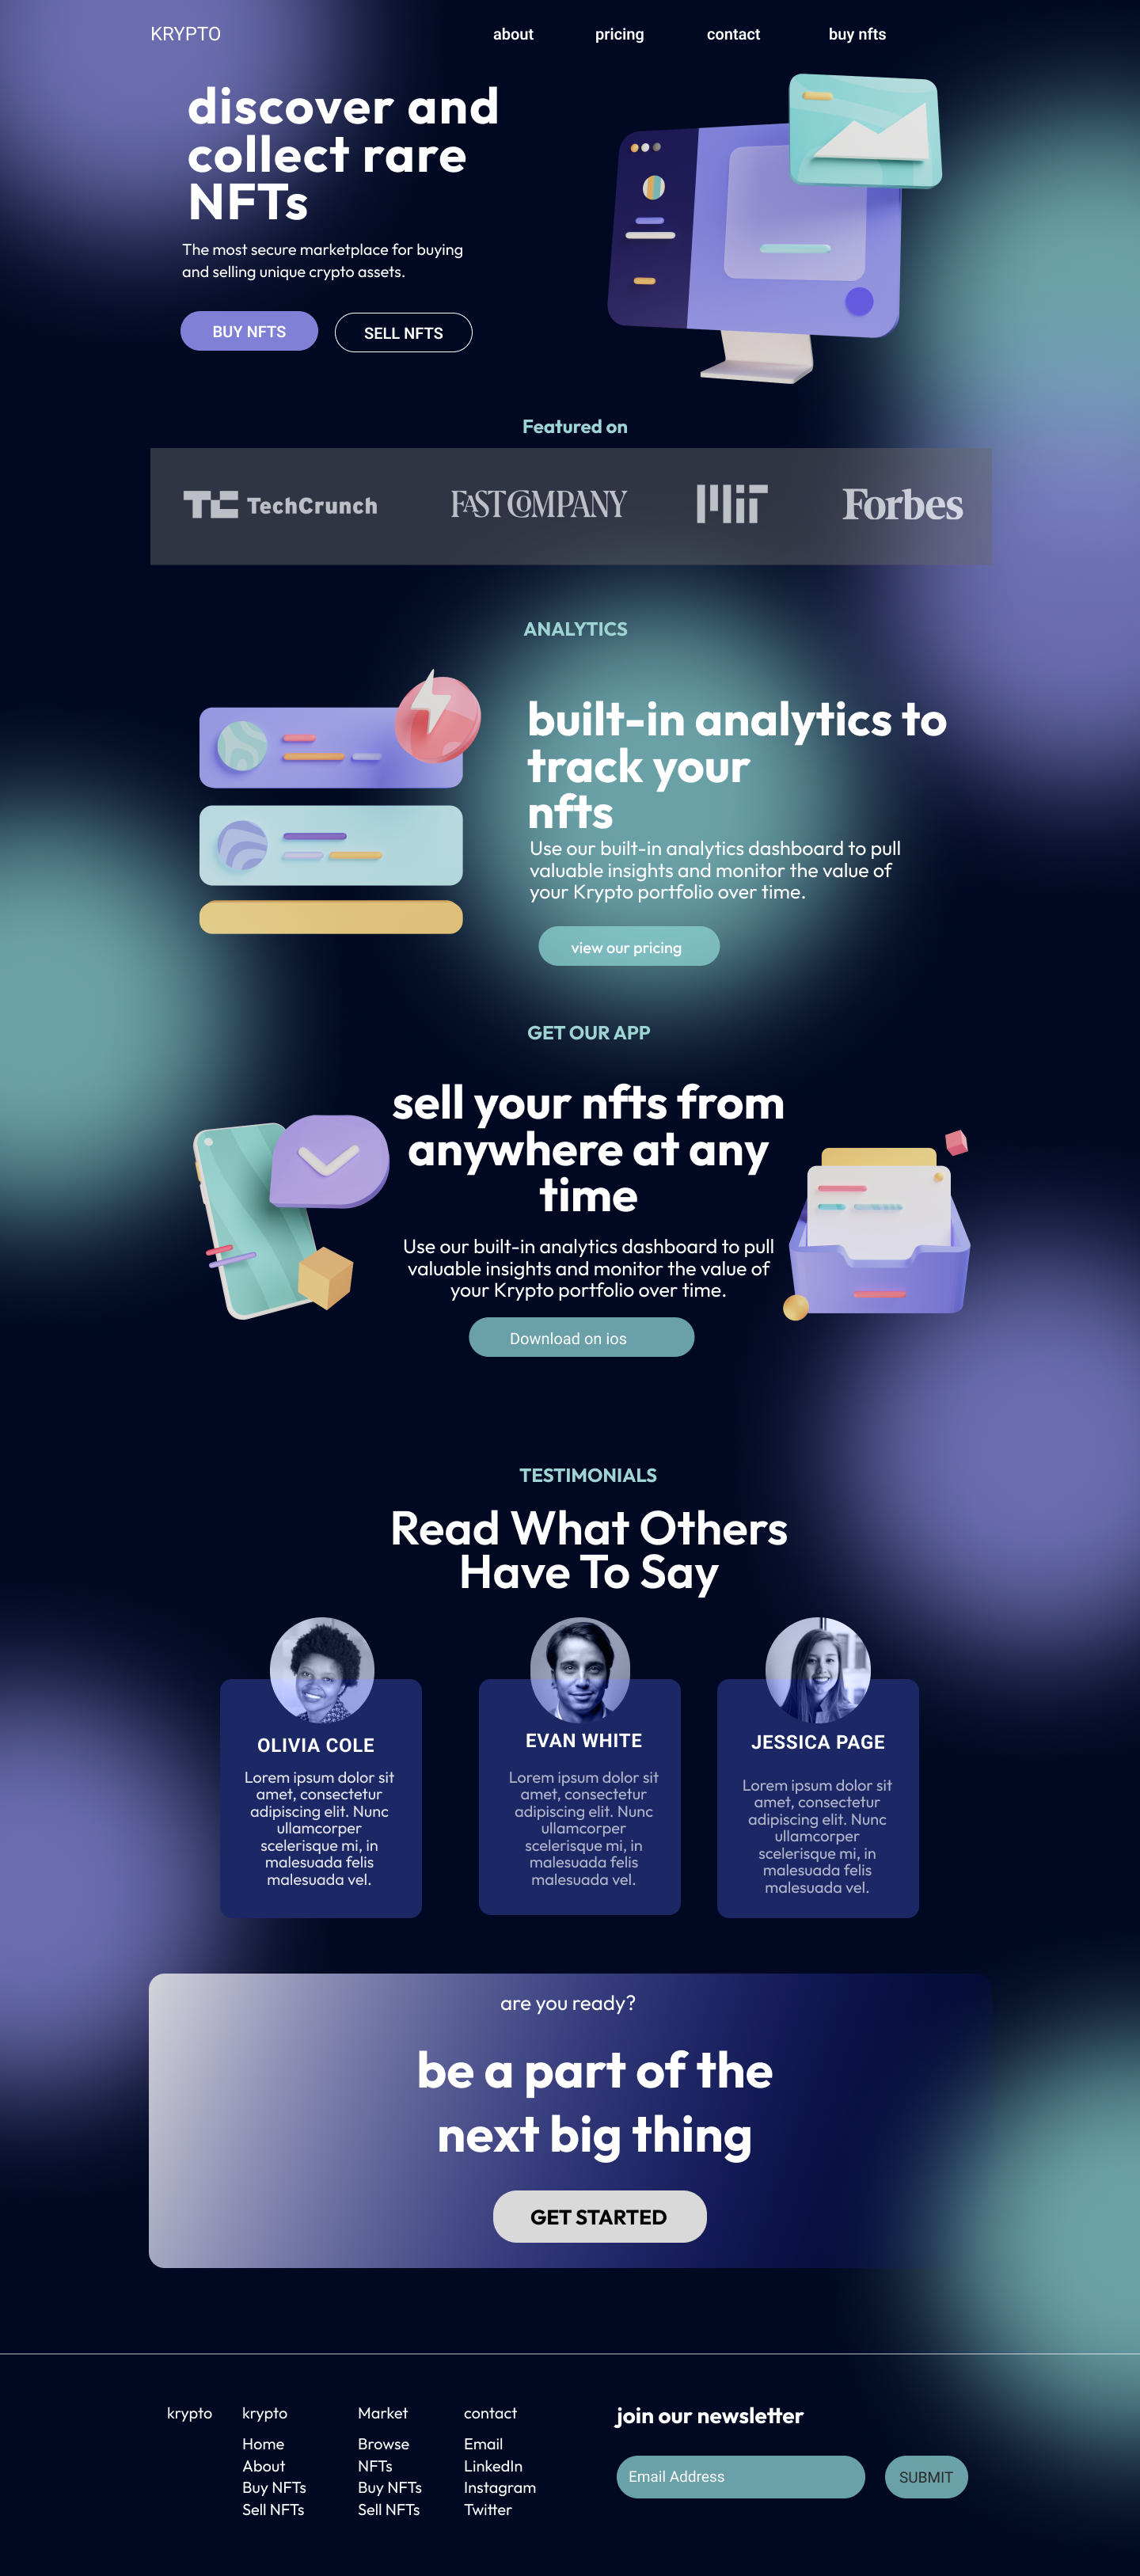 KRYPTO
about
pricing
contact
buy nfts
discover and
collect rare
NFTs
The most secure marketplace for buying
and selling unique crypto assets.
BUY NFTS
SELL NFTS
Featured on
TC TechCrunch
FAST COMPANY
MIT
Forbes
ANALYTICS
built-in analytics to
track your
nfts
Use our built-in analytics dashboard to pull
valuable insights and monitor the value of
your Krypto portfolio over time.
view our pricing
GET OUR APP
sell your nfts from
anywhere at any
time
Use our built-in analytics dashboard to pull
valuable insights and monitor the value of
your Krypto portfolio over time.
Download on ios
TESTIMONIALS
Read What Others
Have To Say
OLIVIA COLE
Lorem ipsum dolor sit
amet, consectetur
adipiscing elit. Nunc
ullamcorper
scelerisque mi, in
malesuada felis
malesuada vel.
EVAN WHITE
Lorem ipsum dolor sit
amet, consectetur
adipiscing elit. Nunc
ullamcorper
scelerisque mi, in
malesuada felis
malesuada vel.
JESSICA PAGE
Lorem ipsum dolor sit
amet, consectetur
adipiscing elit. Nunc
ullamcorper
scelerisque mi, in
malesuada felis
malesuada vel.
are you ready?
be a part of the
next big thing
GET STARTED
krypto
krypto
Home
About
Buy NFTs
Sell NFTs
Market
Browse
NFTs
Buy NFTs
Sell NFTs
contact
Email
LinkedIn
Instagram
Twitter
join our newsletter
Email Address
SUBMIT